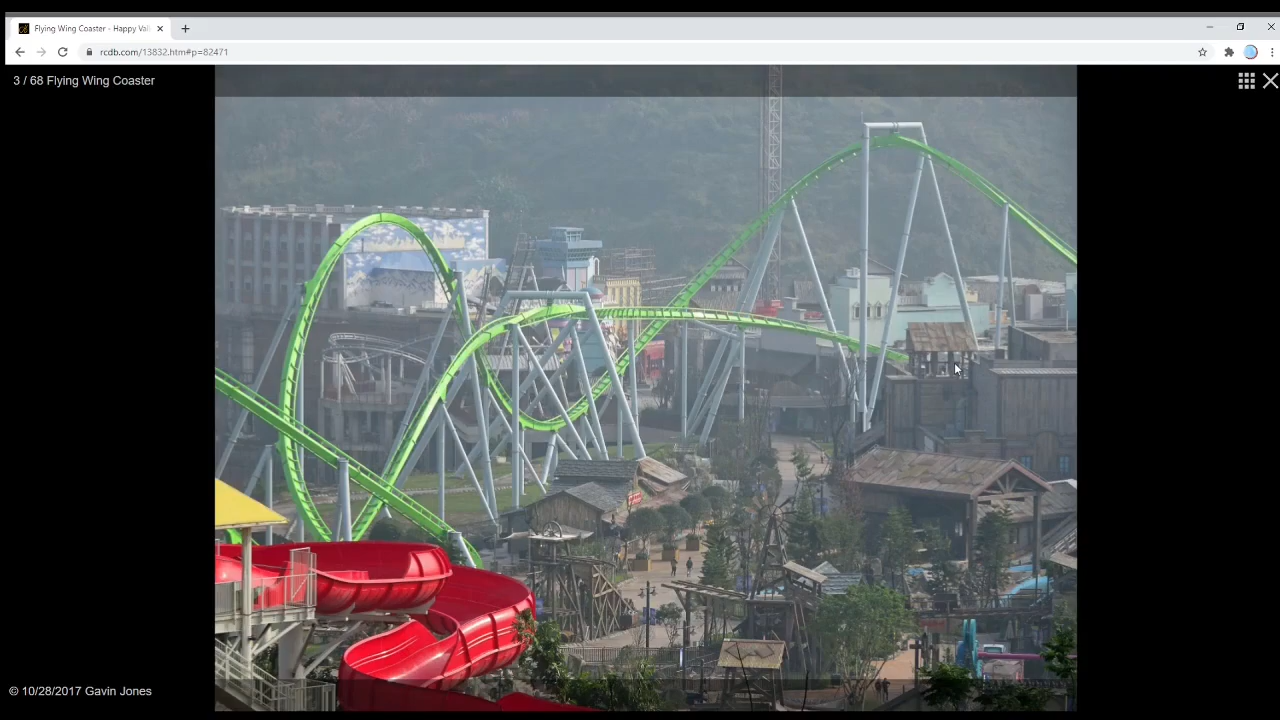 Flying Wing Coaster - Happy Vall
rcdb.com/13832.htm#p=82471
3 / 68 Flying Wing Coaster
© 10/28/2017 Gavin Jones